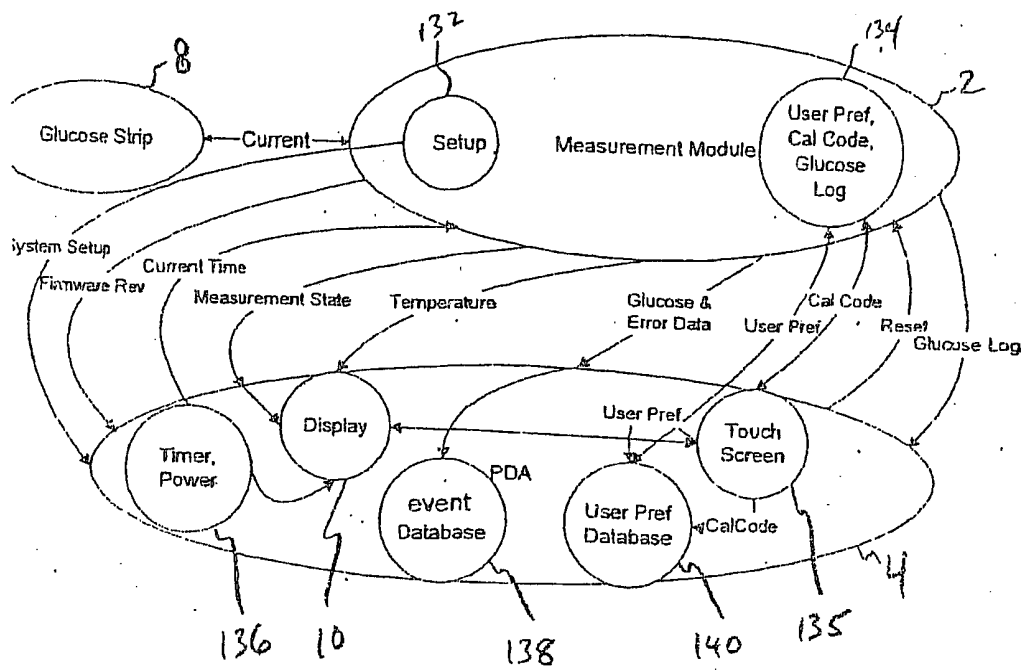 132
134
8
2
Glucose Strip
Current
Setup
Measurement Module
User Pref,
Cal Code,
Glucose
Log
System Setup
Firmware Rev
Current Time
Measurement State
Temperature
Glucose &
Error Data
User Pref
Cal Code
Reset
Glucose Log
Timer,
Power
Display
PDA
event
Database
User Pref
User Pref
Database
Touch
Screen
CalCode
4
136
10
138
140
135